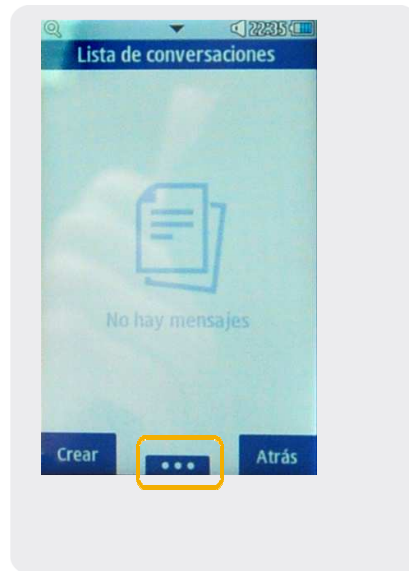 22:35
Lista de conversaciones
No hay mensajes
Crear
Atrás